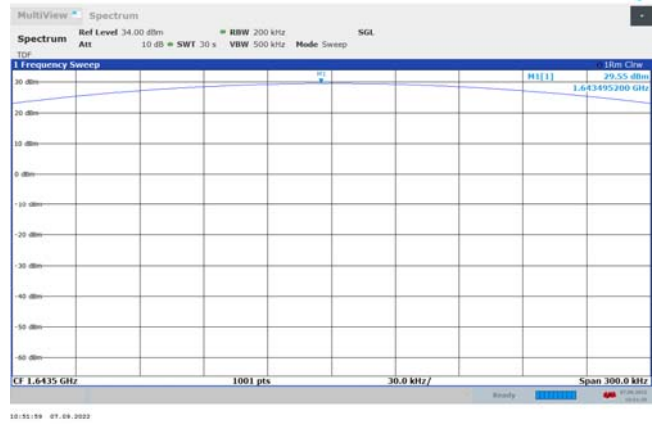 MultiView Spectrum
Ref Level 34.00 dBm RBW 200 kHz SGL
Spectrum
Att 10 dB SWT 30 s VBW 500 kHz Mode Sweep
TDF
1 Frequency Sweep 1Rm Clrw
M1
M1[1] 29.55 dBm
1.643495200 GHz
30 dBm
20 dBm
10 dBm
0 dBm
-10 dBm
-20 dBm
-30 dBm
-40 dBm
-50 dBm
-60 dBm
CF 1.6435 GHz 1001 pts 30.0 kHz/ Span 300.0 kHz
Ready
10:51:59 07.09.2022